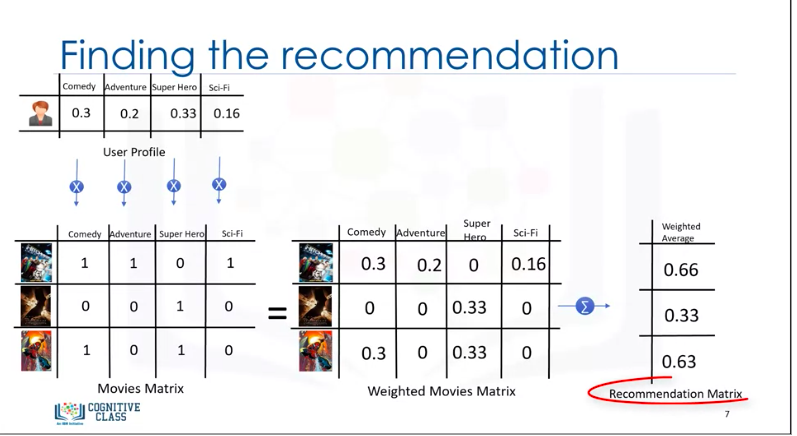 Finding the recommendation
Comedy Adventure Super Hero Sci-Fi
0.3 0.2 0.33 0.16
User Profile
X X X X
Comedy Adventure Super Hero Sci-Fi
1 1 0 1
0 0 1 0
1 0 1 0
Movies Matrix
=
Comedy Adventure Super Hero Sci-Fi
0.3 0.2 0 0.16
0 0 0.33 0
0.3 0 0.33 0
Weighted Movies Matrix
Σ
Weighted
Average
0.66
0.33
0.63
Recommendation Matrix
COGNITIVE
CLASS
An IBM Initiative
7